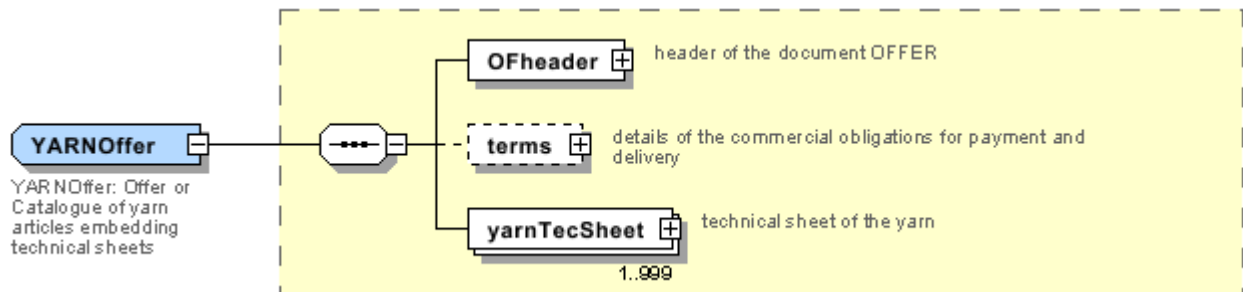 OFheader
header of the document OFFER
YARNOffer
terms
details of the commercial obligations for payment and
delivery
YARNOffer: Offer or
Catalogue of yarn
articles embedding
technical sheets
yarnTecSheet
technical sheet of the yarn
1..999